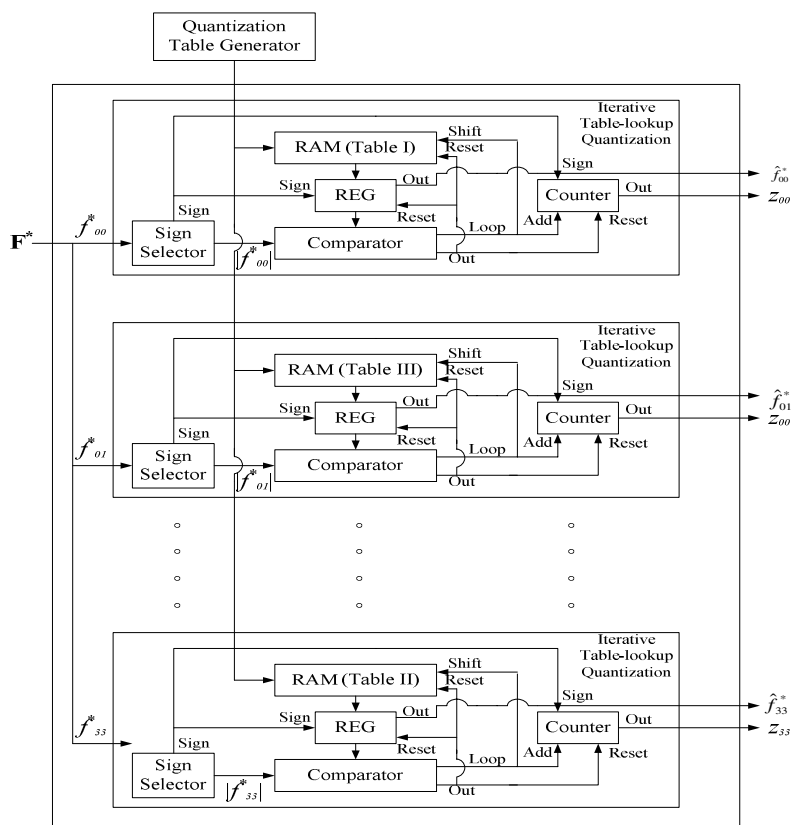 Quantization
Table Generator
Iterative
Table-lookup
Quantization
Shift
RAM (Table I)
Reset
Sign
Out
f̂*00
Sign
REG
Counter
Out
z00
Sign
Reset
Add
Reset
F*
f*00
Sign
Selector
|f*00|
Comparator
Loop
Out
Iterative
Table-lookup
Quantization
Shift
RAM (Table III)
Reset
Sign
Out
f̂*01
Sign
REG
Counter
Out
z00
Sign
Reset
Add
Reset
f*01
Sign
Selector
|f*01|
Comparator
Loop
Out
Iterative
Table-lookup
Quantization
Shift
RAM (Table II)
Reset
Sign
Out
f̂*33
Sign
REG
Counter
Out
z33
Sign
Reset
Add
Reset
f*33
Sign
Selector
|f*33|
Comparator
Loop
Out